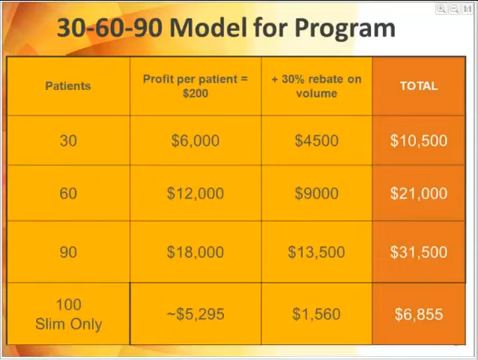 30-60-90 Model for Program
Patients
Profit per patient =
$200
+ 30% rebate on
volume
TOTAL
30
$6,000
$4500
$10,500
60
$12,000
$9000
$21,000
90
$18,000
$13,500
$31,500
100
Slim Only
~$5,295
$1,560
$6,855